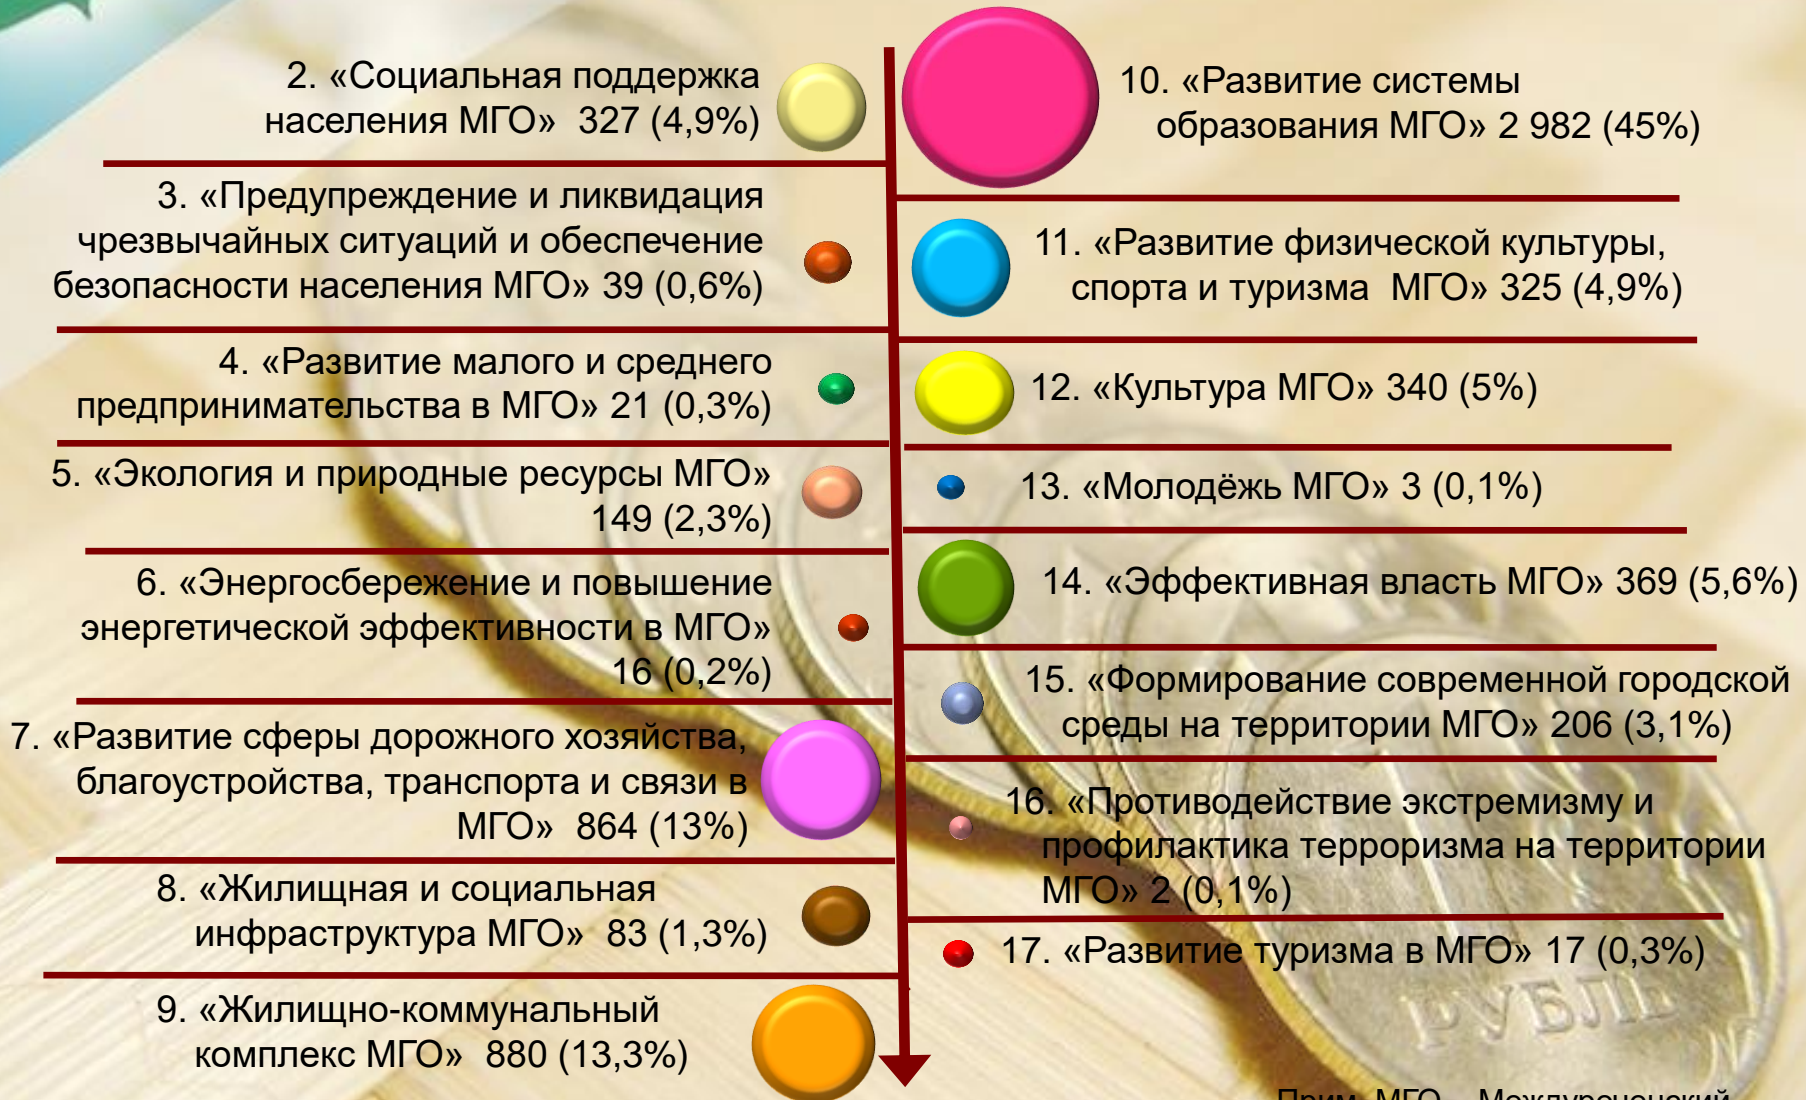 2. «Социальная поддержка
населения МГО» 327 (4,9%)
3. «Предупреждение и ликвидация
чрезвычайных ситуаций и обеспечение
безопасности населения МГО» 39 (0,6%)
4. «Развитие малого и среднего
предпринимательства в МГО» 21 (0,3%)
5. «Экология и природные ресурсы МГО»
149 (2,3%)
6. «Энергосбережение и повышение
энергетической эффективности в МГО»
16 (0,2%)
7. «Развитие сферы дорожного хозяйства,
благоустройства, транспорта и связи в
МГО» 864 (13%)
8. «Жилищная и социальная
инфраструктура МГО» 83 (1,3%)
9. «Жилищно-коммунальный
комплекс МГО» 880 (13,3%)
10. «Развитие системы
образования МГО» 2 982 (45%)
11. «Развитие физической культуры,
спорта и туризма МГО» 325 (4,9%)
12. «Культура МГО» 340 (5%)
13. «Молодёжь МГО» 3 (0,1%)
14. «Эффективная власть МГО» 369 (5,6%)
15. «Формирование современной городской
среды на территории МГО» 206 (3,1%)
16. «Противодействие экстремизму и
профилактика терроризма на территории
МГО» 2 (0,1%)
17. «Развитие туризма в МГО» 17 (0,3%)
РУБЛЬ
Прим. МГО – Междуреченский